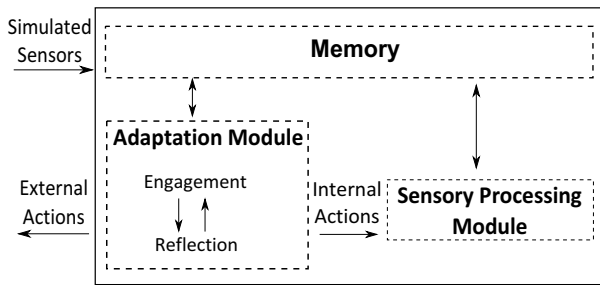 Simulated
Sensors
Memory
Adaptation Module
Engagement
Reflection
External
Actions
Internal
Actions
Sensory Processing
Module